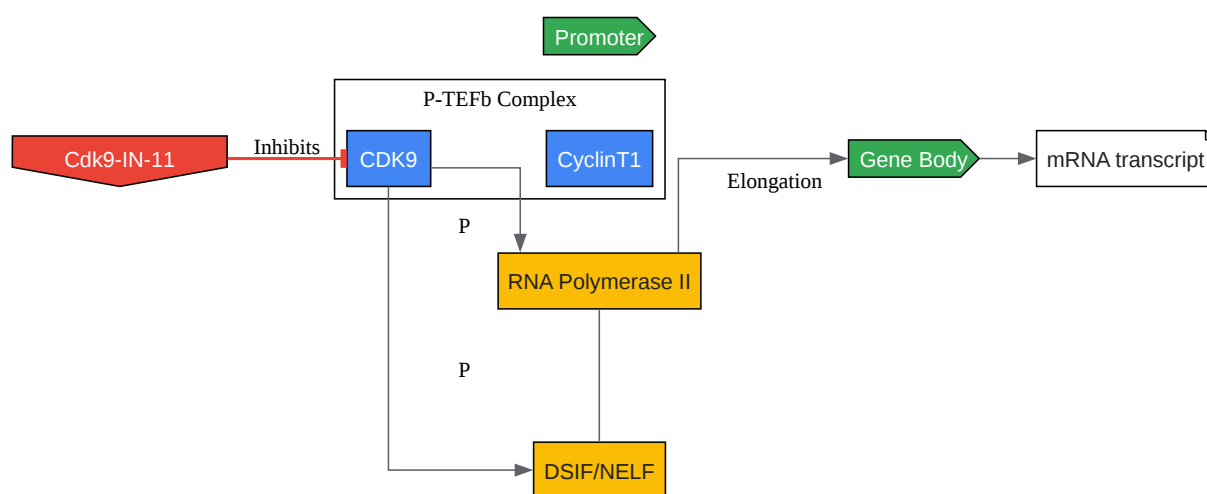 Promoter
P-TEFb Complex
Cdk9-IN-11
Inhibits
CDK9
CyclinT1
Gene Body
mRNA transcript
Elongation
P
RNA Polymerase II
P
DSIF/NELF